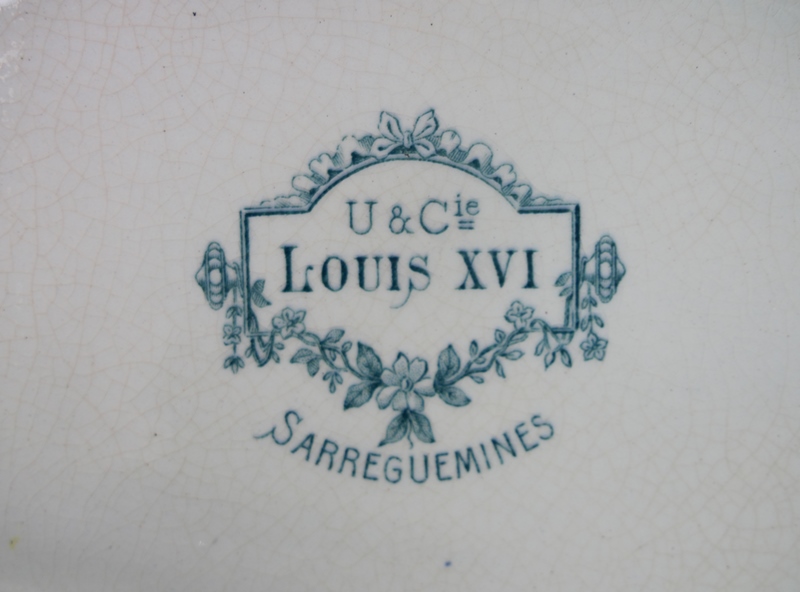 U & Cie
LOUIS XVI
SARREGUEMINES